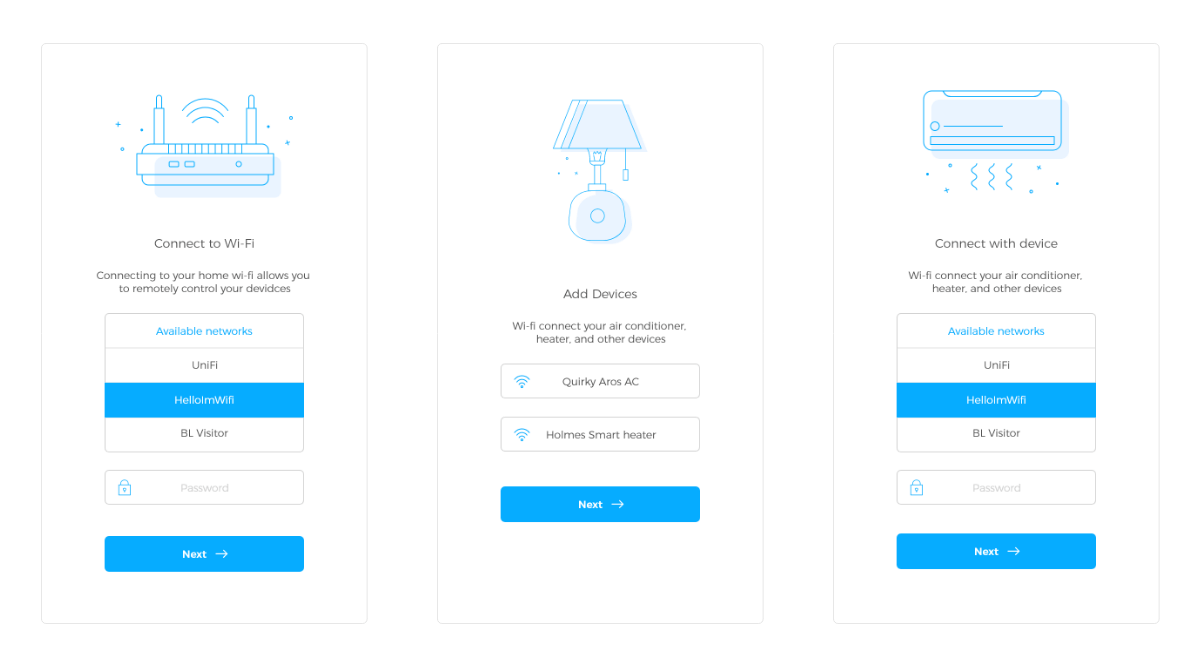 Connect to Wi-Fi
Connecting to your home wi-fi allows you
to remotely control your devidces
Available networks
UniFi
HelloImWifi
BL Visitor
Password
Next
Add Devices
Wi-fi connect your air conditioner,
heater, and other devices
Quirky Aros AC
Holmes Smart heater
Next
Connect with device
Wi-fi connect your air conditioner,
heater, and other devices
Available networks
UniFi
HelloImWifi
BL Visitor
Password
Next